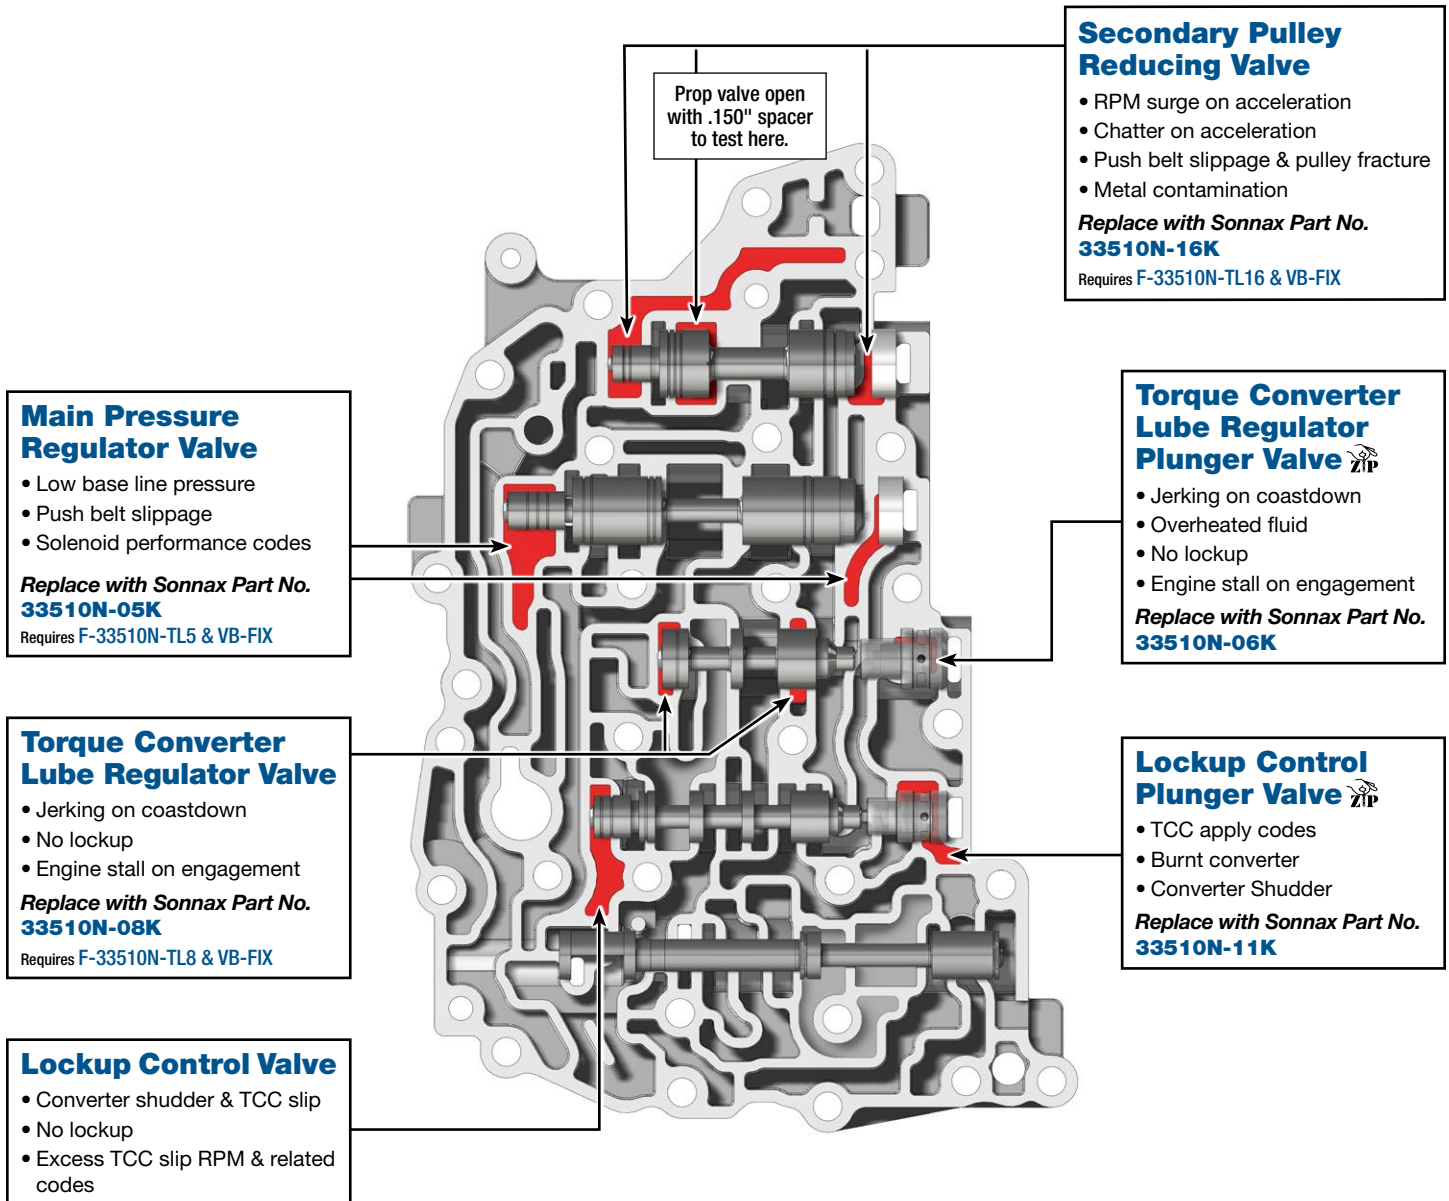 Secondary Pulley
Reducing Valve
• RPM surge on acceleration
• Chatter on acceleration
• Push belt slippage & pulley fracture
• Metal contamination
Replace with Sonnax Part No.
33510N-16K
Requires F-33510N-TL16 & VB-FIX
Prop valve open
with .150" spacer
to test here.
Main Pressure
Regulator Valve
• Low base line pressure
• Push belt slippage
• Solenoid performance codes
Replace with Sonnax Part No.
33510N-05K
Requires F-33510N-TL5 & VB-FIX
Torque Converter
Lube Regulator
Plunger Valve ZIP
• Jerking on coastdown
• Overheated fluid
• No lockup
• Engine stall on engagement
Replace with Sonnax Part No.
33510N-06K
Torque Converter
Lube Regulator Valve
• Jerking on coastdown
• No lockup
• Engine stall on engagement
Replace with Sonnax Part No.
33510N-08K
Requires F-33510N-TL8 & VB-FIX
Lockup Control
Plunger Valve ZIP
• TCC apply codes
• Burnt converter
• Converter Shudder
Replace with Sonnax Part No.
33510N-11K
Lockup Control Valve
• Converter shudder & TCC slip
• No lockup
• Excess TCC slip RPM & related
codes